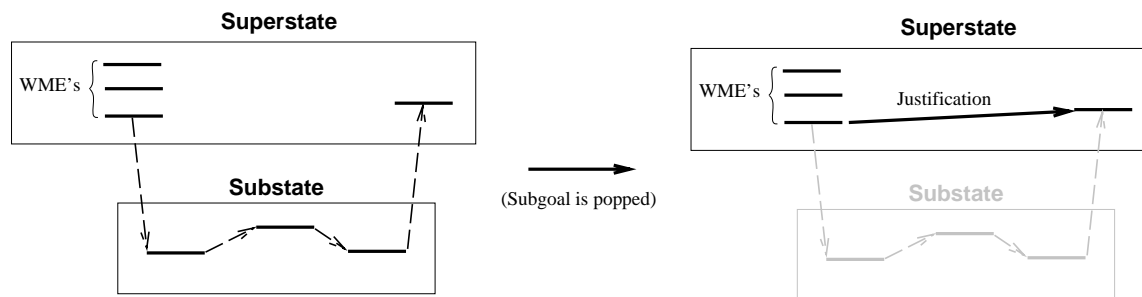 Superstate
WME's
Substate
(Subgoal is popped)
Superstate
WME's
Justification
Substate